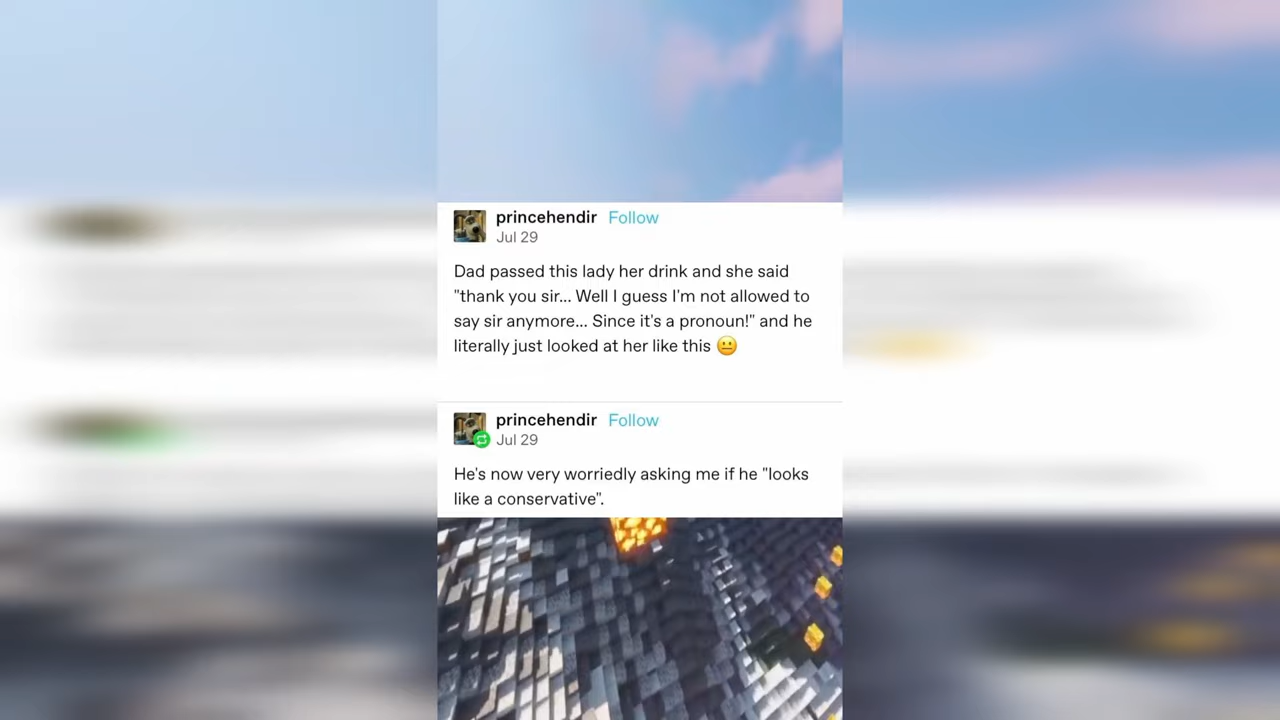 princehendir Follow
Jul 29
Dad passed this lady her drink and she said
"thank you sir... Well I guess I'm not allowed to
say sir anymore... Since it's a pronoun!" and he
literally just looked at her like this 😐
princehendir Follow
Jul 29
He's now very worriedly asking me if he "looks
like a conservative".